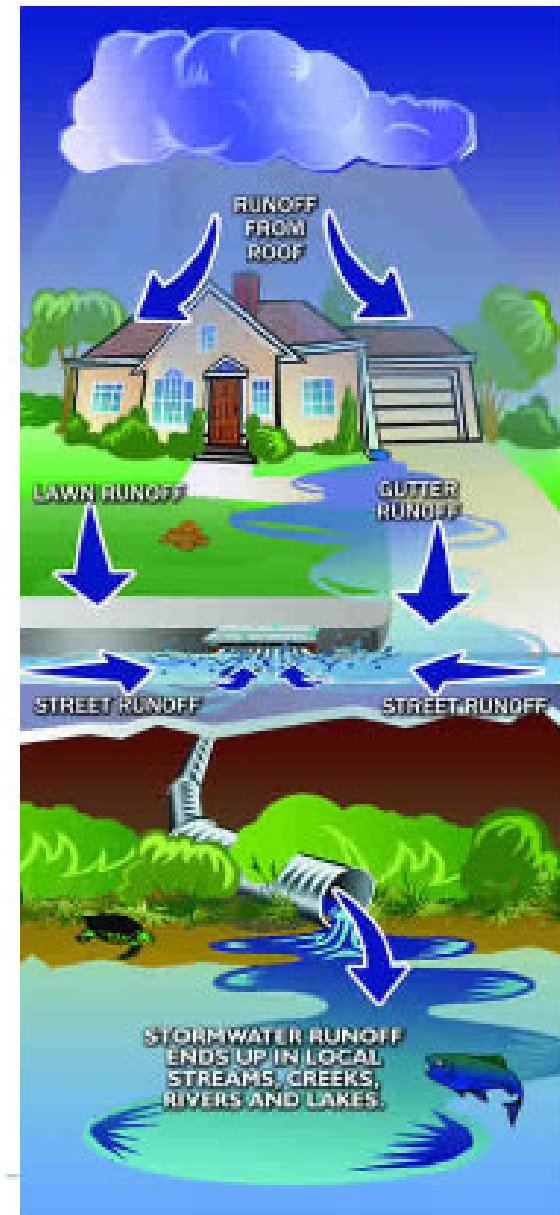 RUNOFF
FROM
ROOF
LAWN RUNOFF
GUTTER
RUNOFF
STREET RUNOFF
STREET RUNOFF
STORMWATER RUNOFF
ENDS UP IN LOCAL
STREAMS, CREEKS,
RIVERS AND LAKES.